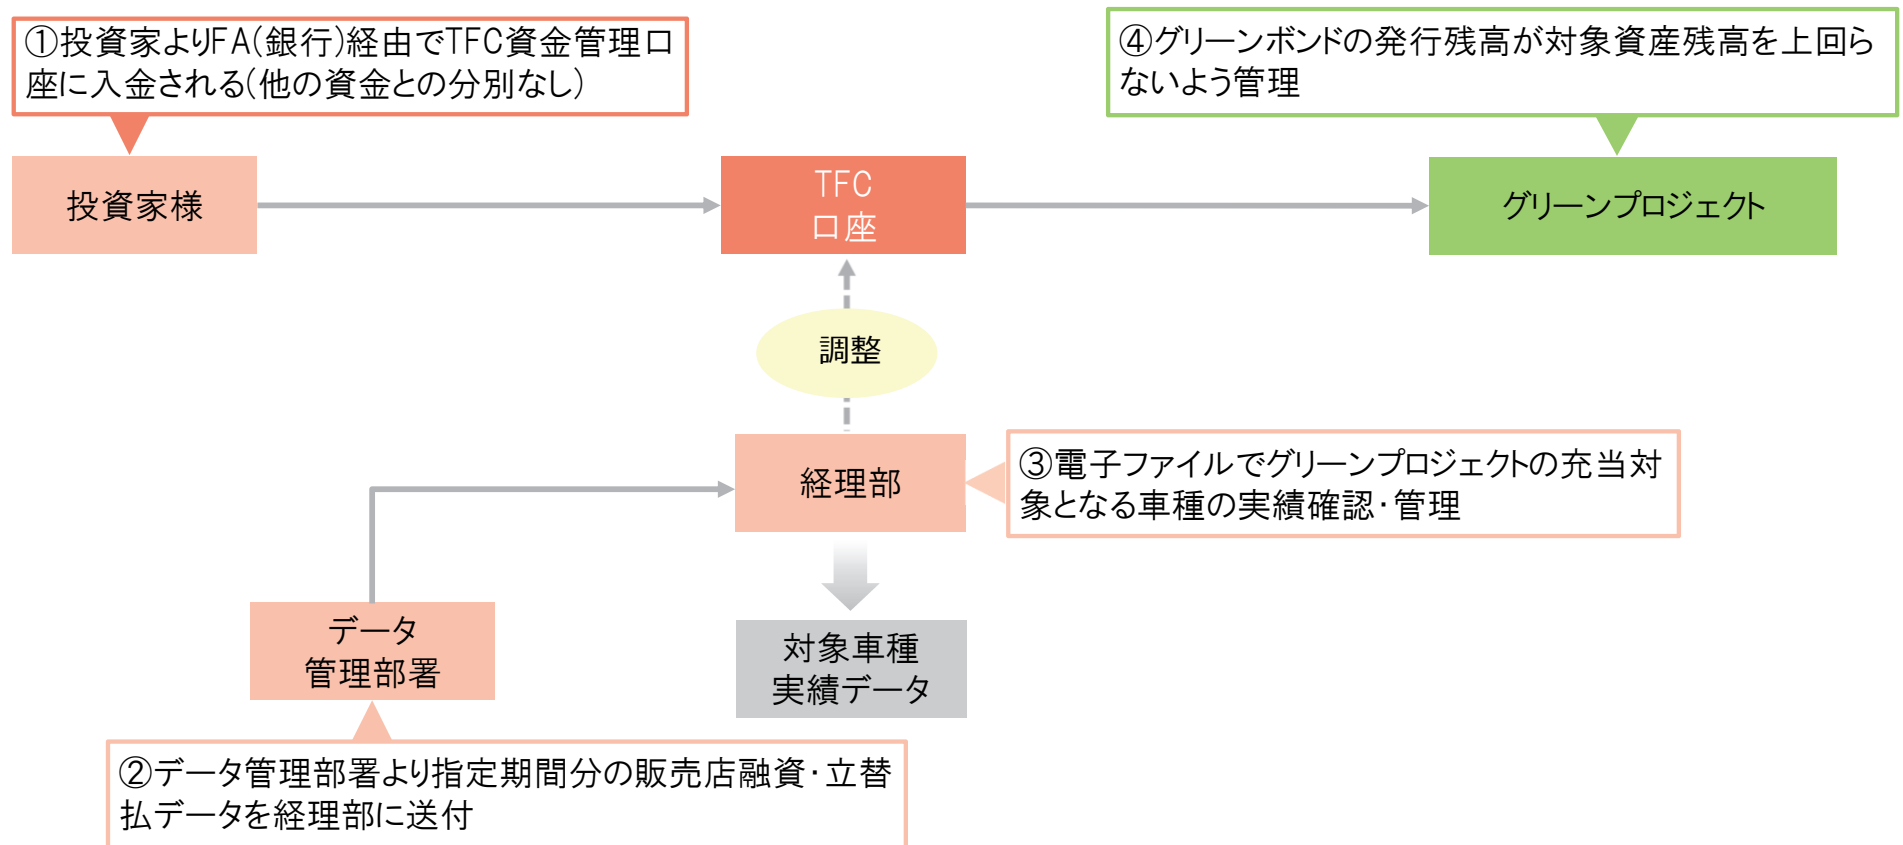 ①投資家よりFA(銀行)経由でTFC資金管理口
座に入金される(他の資金との分別なし)
④グリーンボンドの発行残高が対象資産残高を上回ら
ないよう管理
投資家様
TFC
口座
グリーンプロジェクト
調整
経理部
③電子ファイルでグリーンプロジェクトの充当対
象となる車種の実績確認・管理
データ
管理部署
対象車種
実績データ
②データ管理部署より指定期間分の販売店融資・立替
払データを経理部に送付